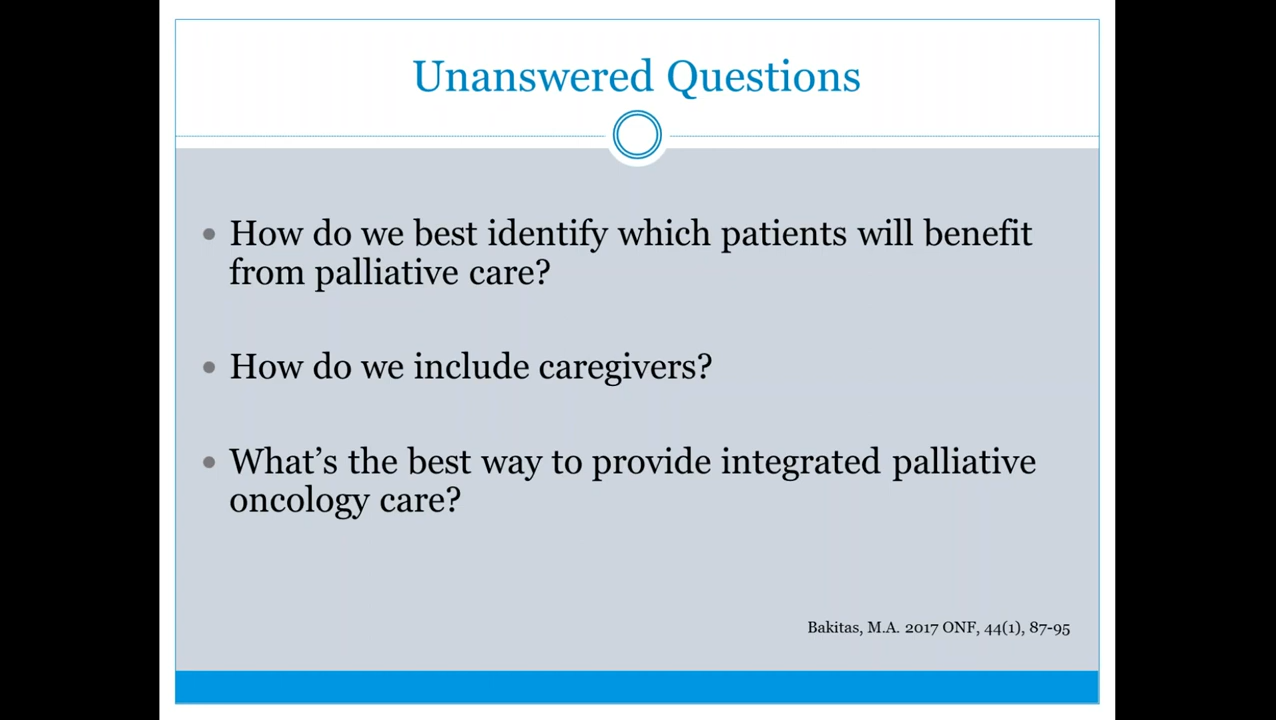 Unanswered Questions
• How do we best identify which patients will benefit
from palliative care?
• How do we include caregivers?
• What’s the best way to provide integrated palliative
oncology care?
Bakitas, M.A. 2017 ONF, 44(1), 87-95